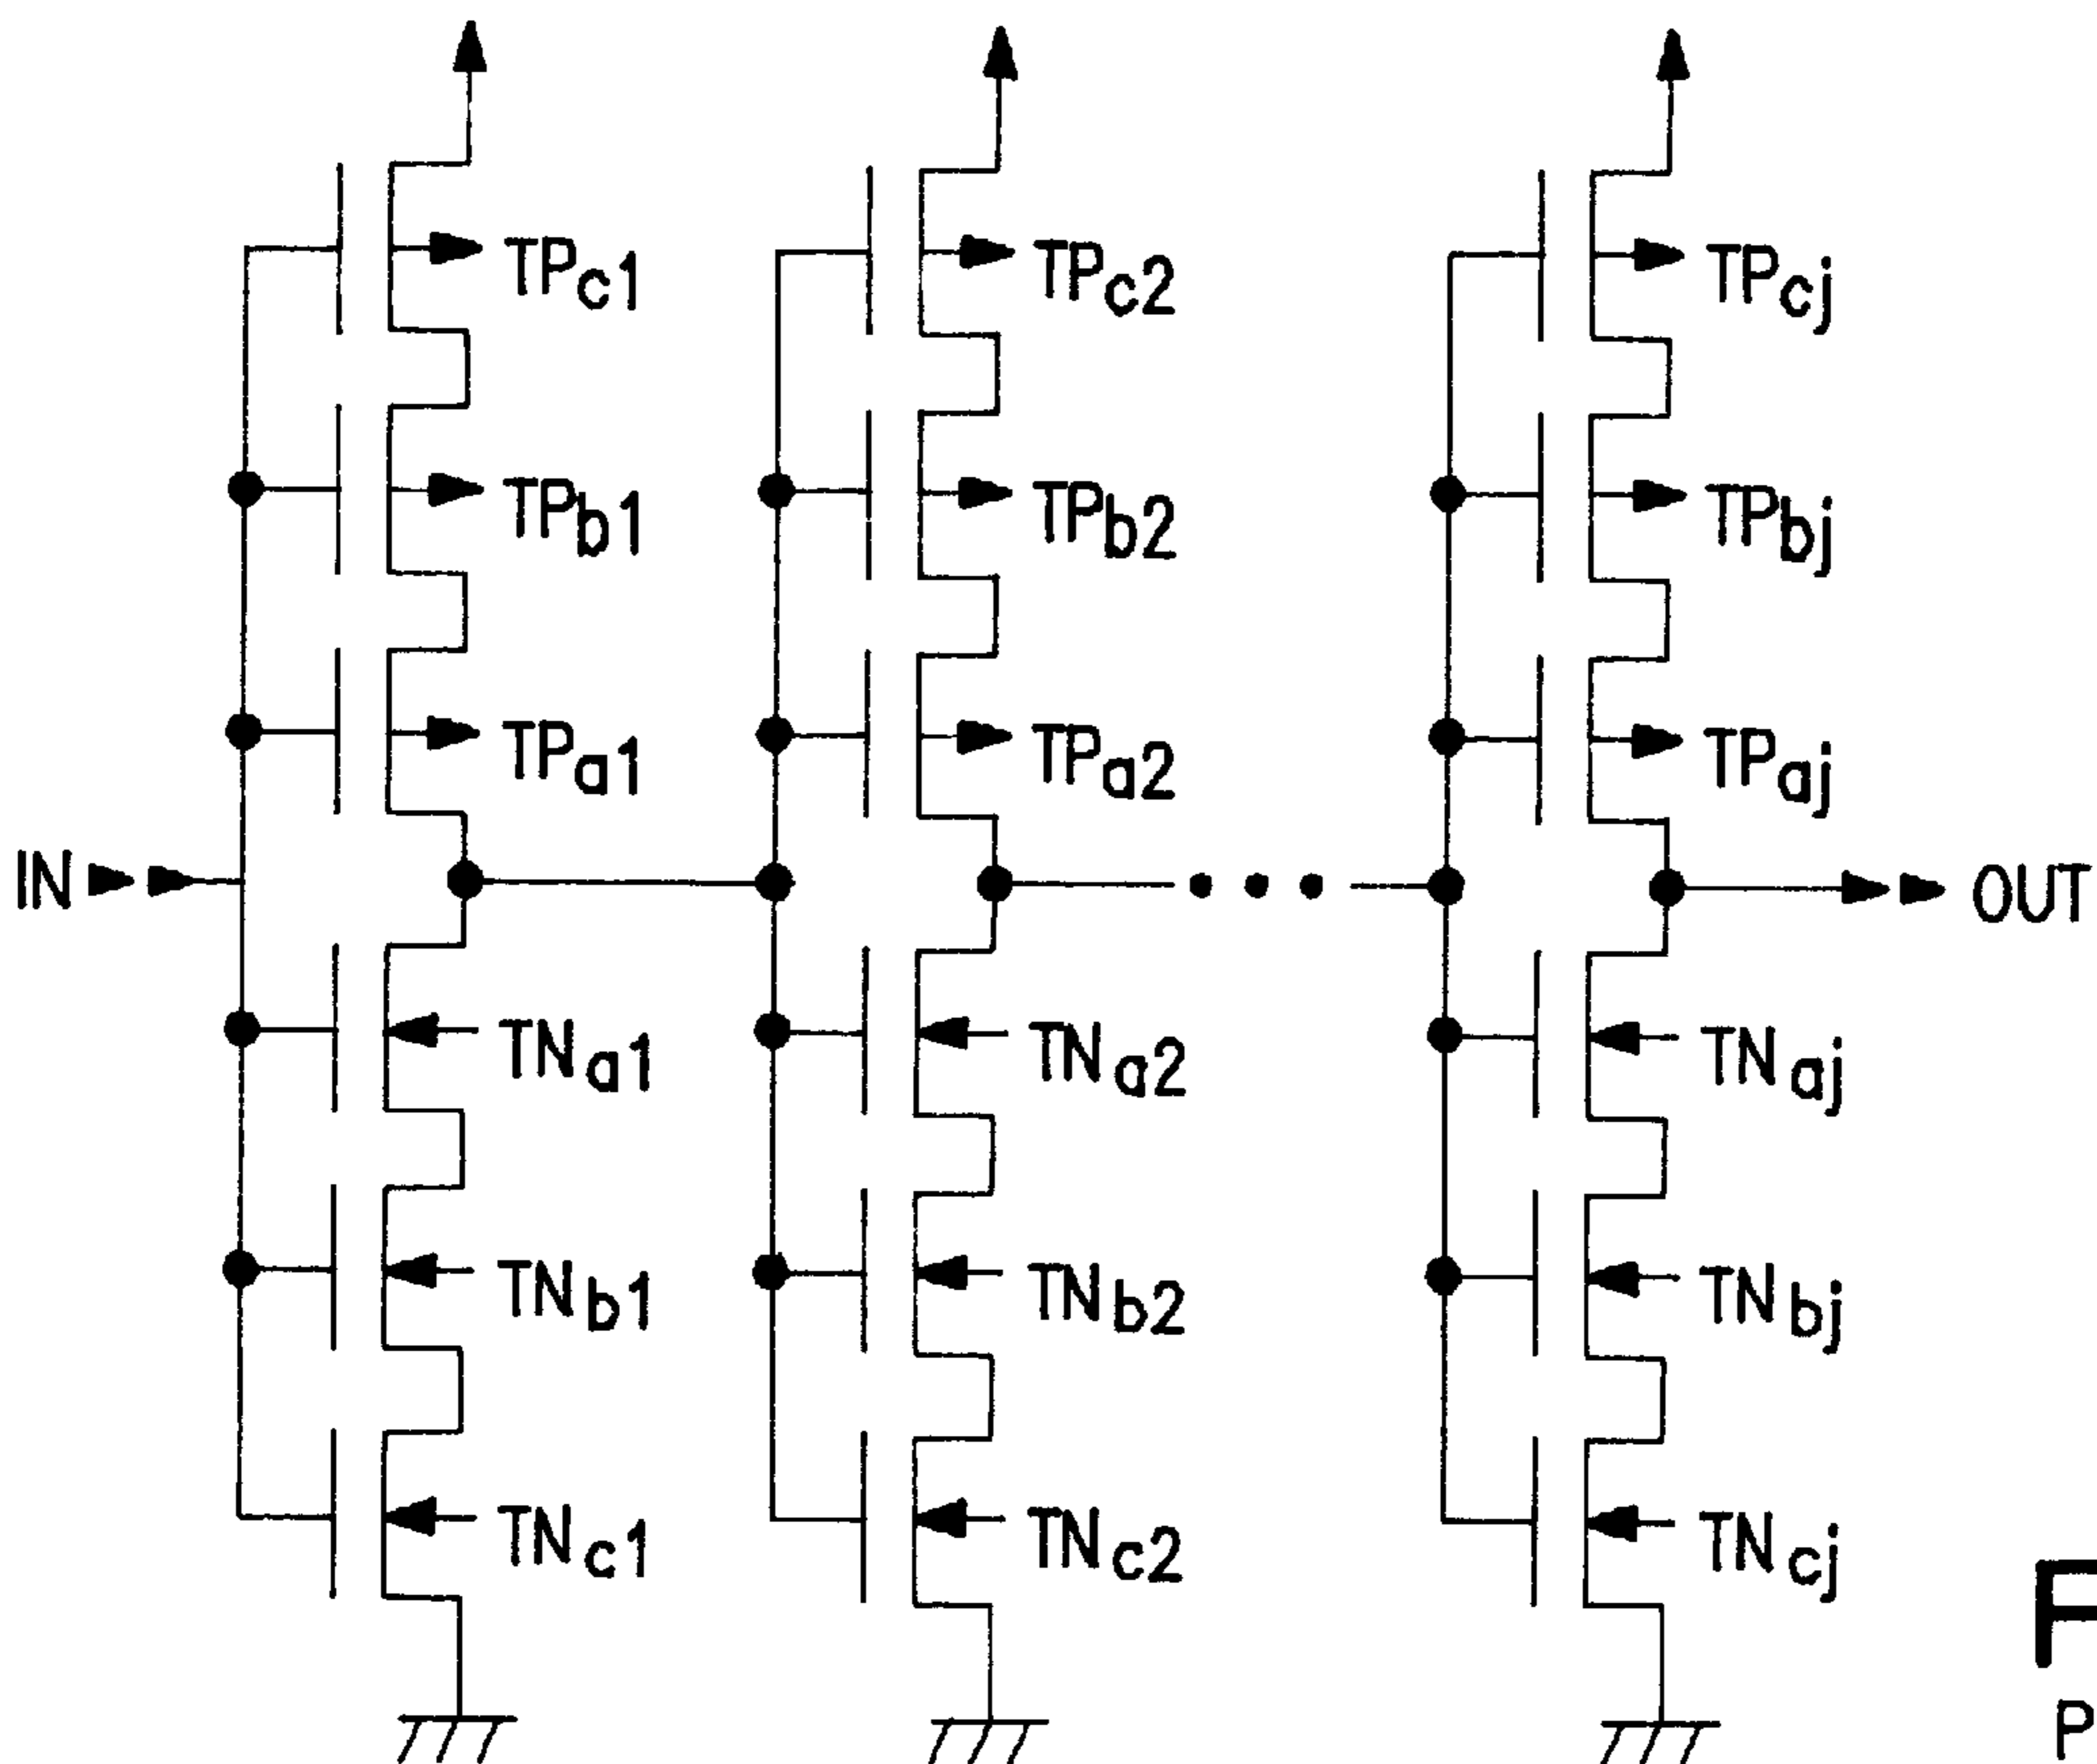 TPc1 TPc2 TPcj
TPb1 TPb2 TPbj
TPa1 TPa2 TPaj
IN OUT
TNa1 TNa2 TNaj
TNb1 TNb2 TNbj
TNc1 TNc2 TNcj
F
P